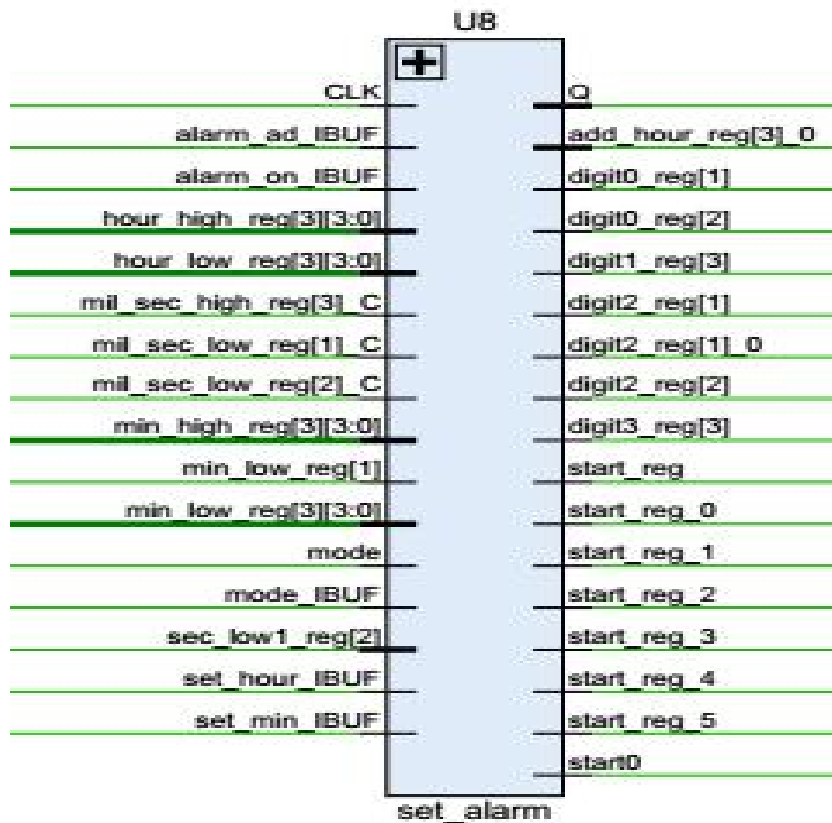 U8
CLK
alarm_ad_IBUF
alarm_on_IBUF
hour_high_reg[3][3:0]
hour_low_reg[3][3:0]
mil_sec_high_reg[3]_C
mil_sec_low_reg[1]_C
mil_sec_low_reg[2]_C
min_high_reg[3][3:0]
min_low_reg[1]
min_low_reg[3][3:0]
mode
mode_IBUF
sec_low1_reg[2]
set_hour_IBUF
set_min_IBUF
Q
add_hour_reg[3]_0
digit0_reg[1]
digit0_reg[2]
digit1_reg[3]
digit2_reg[1]
digit2_reg[1]_0
digit2_reg[2]
digit3_reg[3]
start_reg
start_reg_0
start_reg_1
start_reg_2
start_reg_3
start_reg_4
start_reg_5
start0
set_alarm